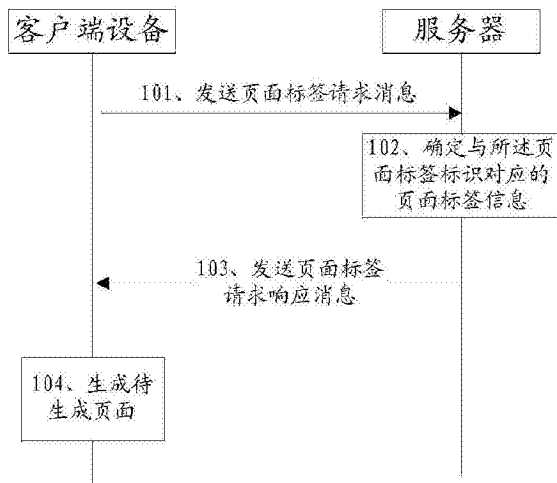 客户端设备
服务器
101、发送页面标签请求消息
102、确定与所述页
面标签标识对应的
页面标签信息
103、发送页面标签
请求响应消息
104、生成待
生成页面